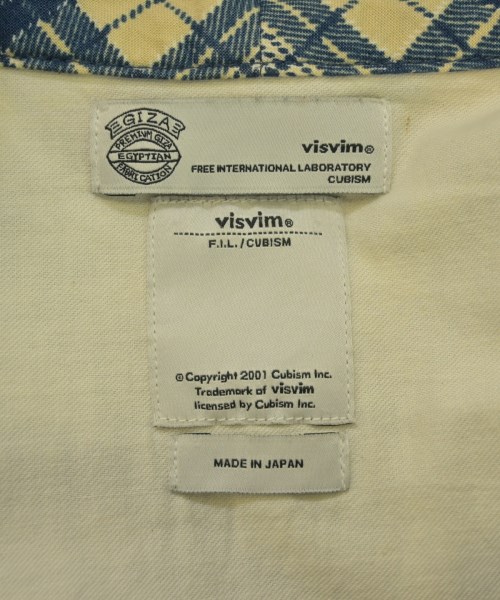 GIZA
PREMIUM GIZA
EGYPTIAN
FABRICATION
visvim®
FREE INTERNATIONAL LABORATORY
CUBISM
visvim®
F.I.L. / CUBISM
©Copyright 2001 Cubism Inc.
Trademark of visvim
licensed by Cubism Inc.
MADE IN JAPAN